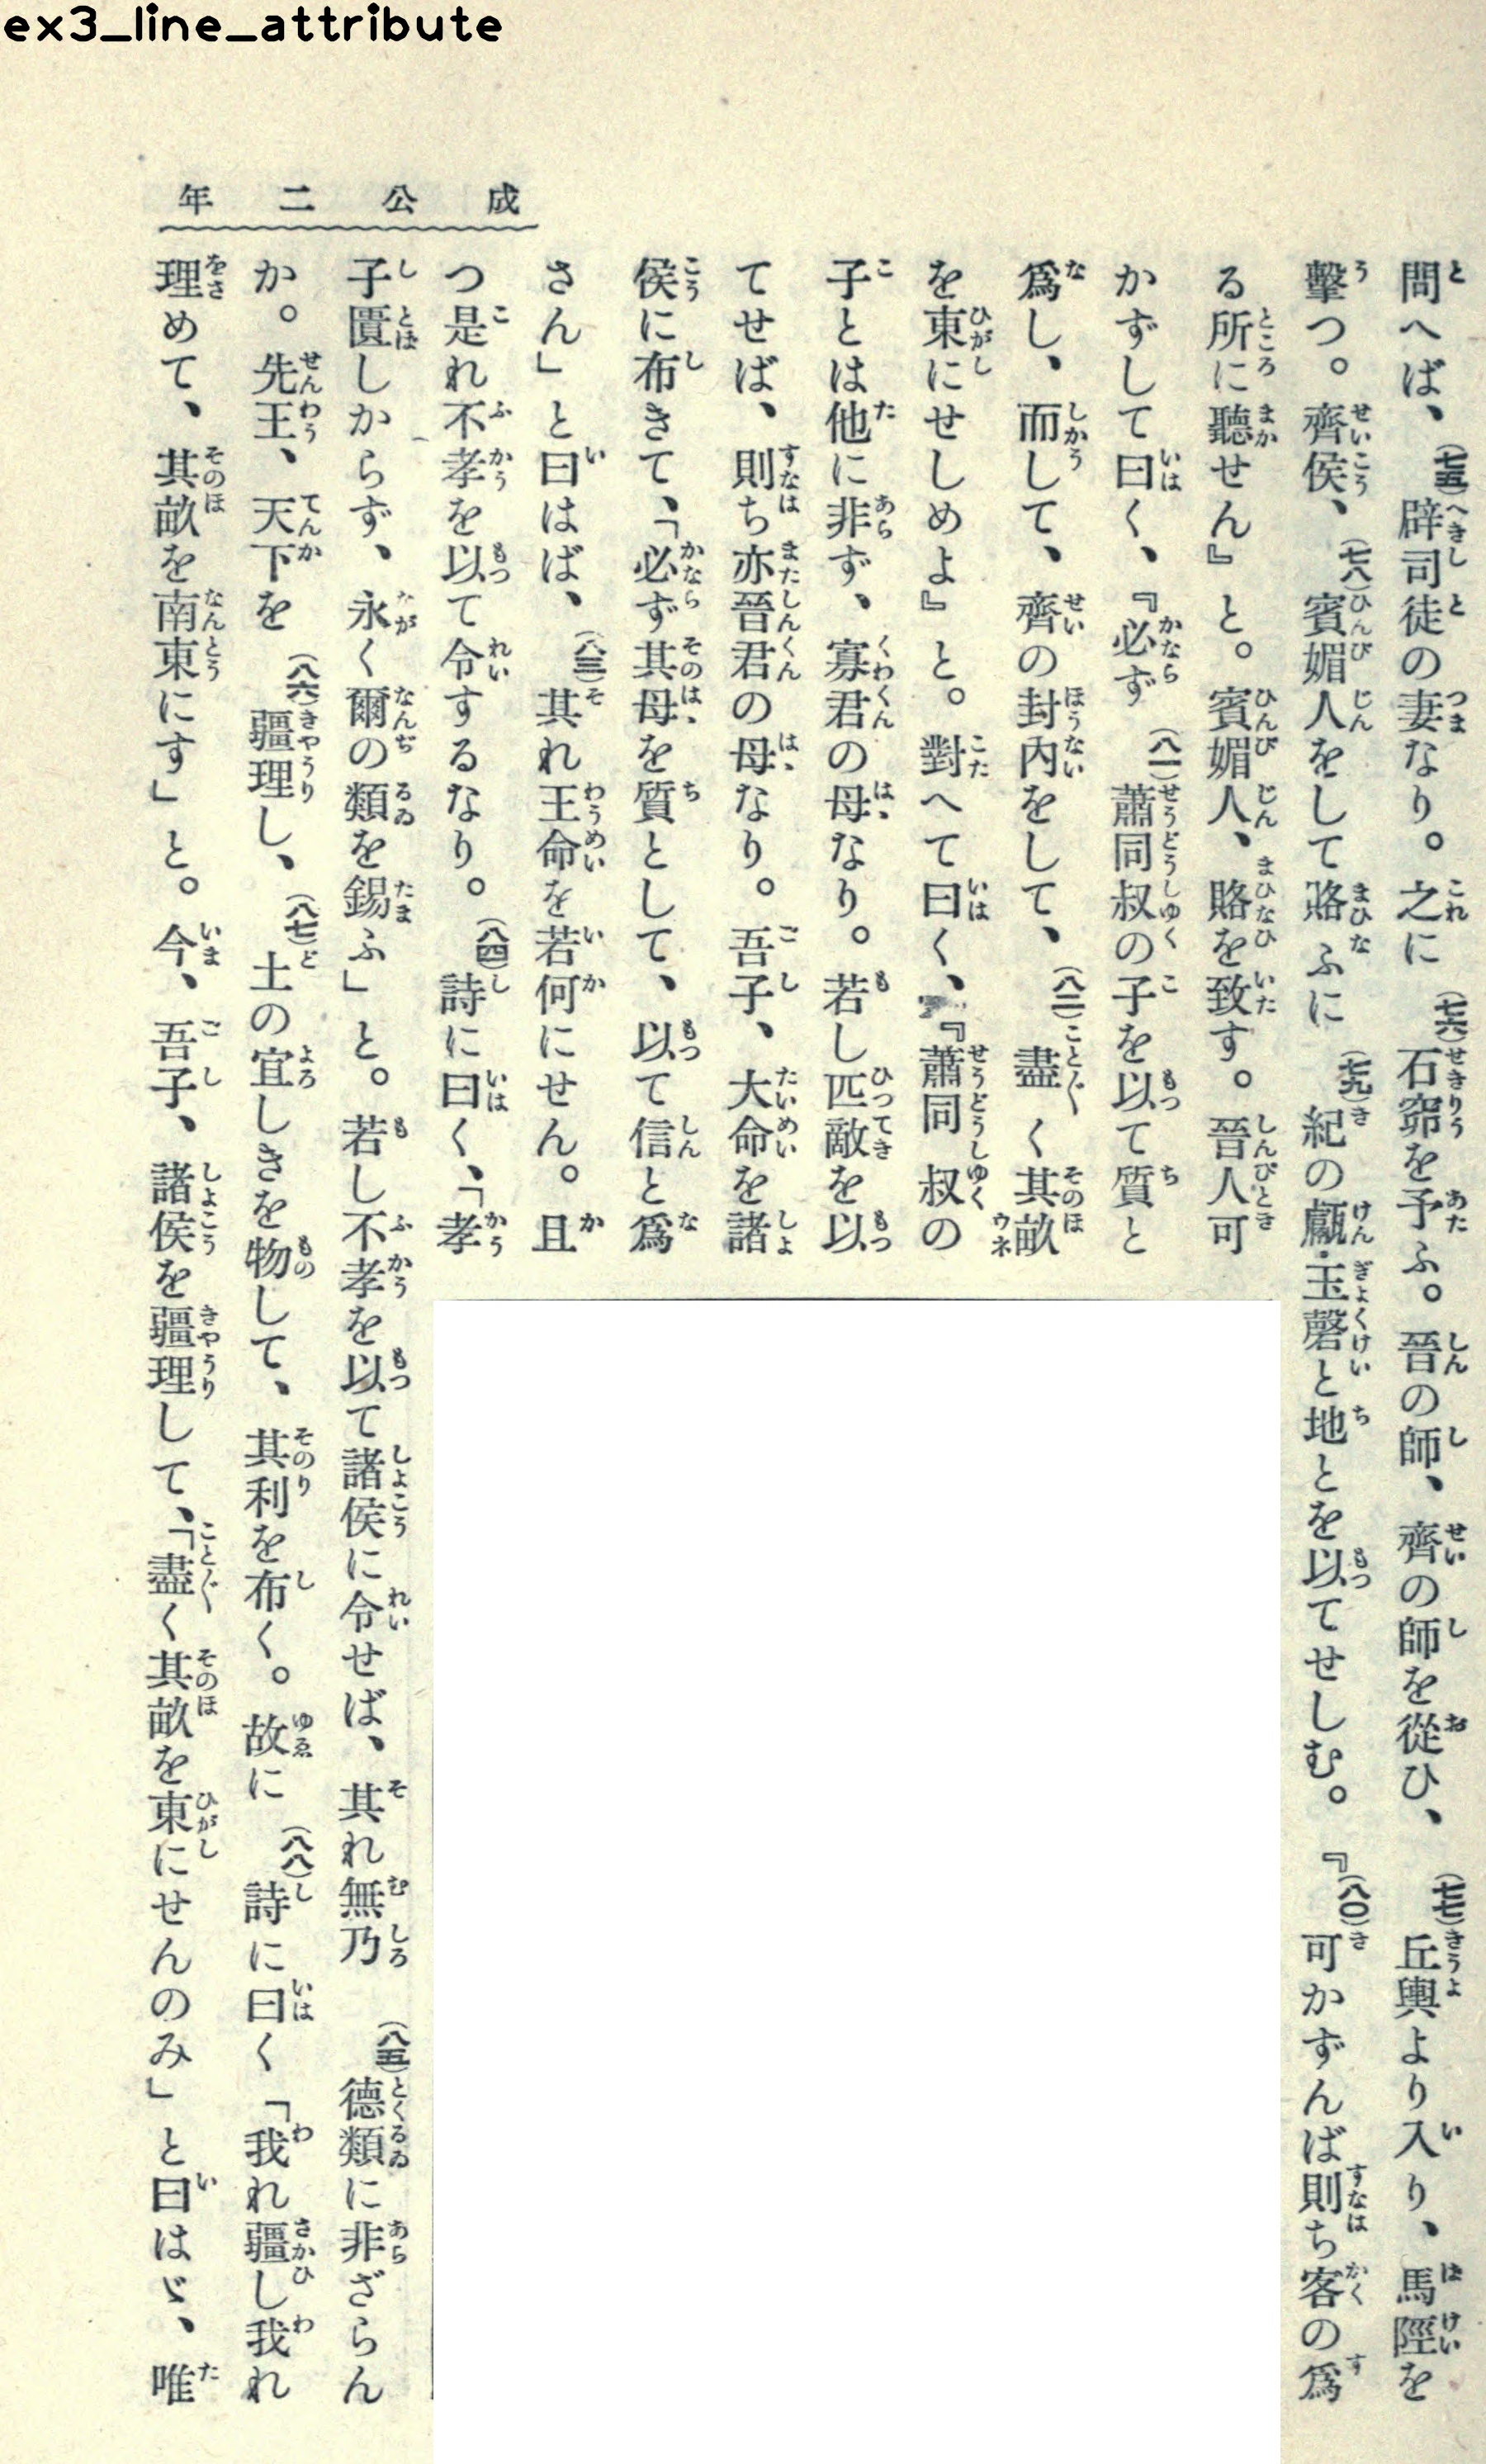 ex3_line_attribute
成公二年
問へば、(七五)辟司徒の妻なり。之に(七六)石窌を予ふ。晉の師、齊の師を從ひ、(七七)丘輿より入り、馬陘を
擊つ。齊侯、(七八)賓媚人をして賂ふに(七九)紀の甗・玉磬と地とを以てせしむ。『(八〇)可かずんば則ち客の爲
る所に聽せん』と。賓媚人、賂を致す。晉人可
かずして曰く、『必ず(八一)蕭同叔の子を以て質と
爲し、而して、齊の封內をして、(八二)盡く其畝
を東にせしめよ』と。對へて曰く、『蕭同叔の
子とは他に非ず、寡君の母なり。若し匹敵を以
てせば、則ち亦晉君の母なり。吾子、大命を諸
侯に布きて、「必ず其母を質として、以て信と爲
さん」と曰はば、(八三)其れ王命を若何にせん。且
つ是れ不孝を以て令するなり。(八四)詩に曰く、「孝
子匱しからず、永く爾の類を錫ふ」と。若し不孝を以て諸侯に令せば、其れ無乃(八五)德類に非ざらん
か。先王、天下を(八六)疆理し、(八七)土の宜しきを物して、其利を布く。故に(八八)詩に曰く「我れ疆し我れ
理めて、其畝を南東にす」と。今、吾子、諸侯を疆理して、「盡く其畝を東にせんのみ」と曰はゞ、唯